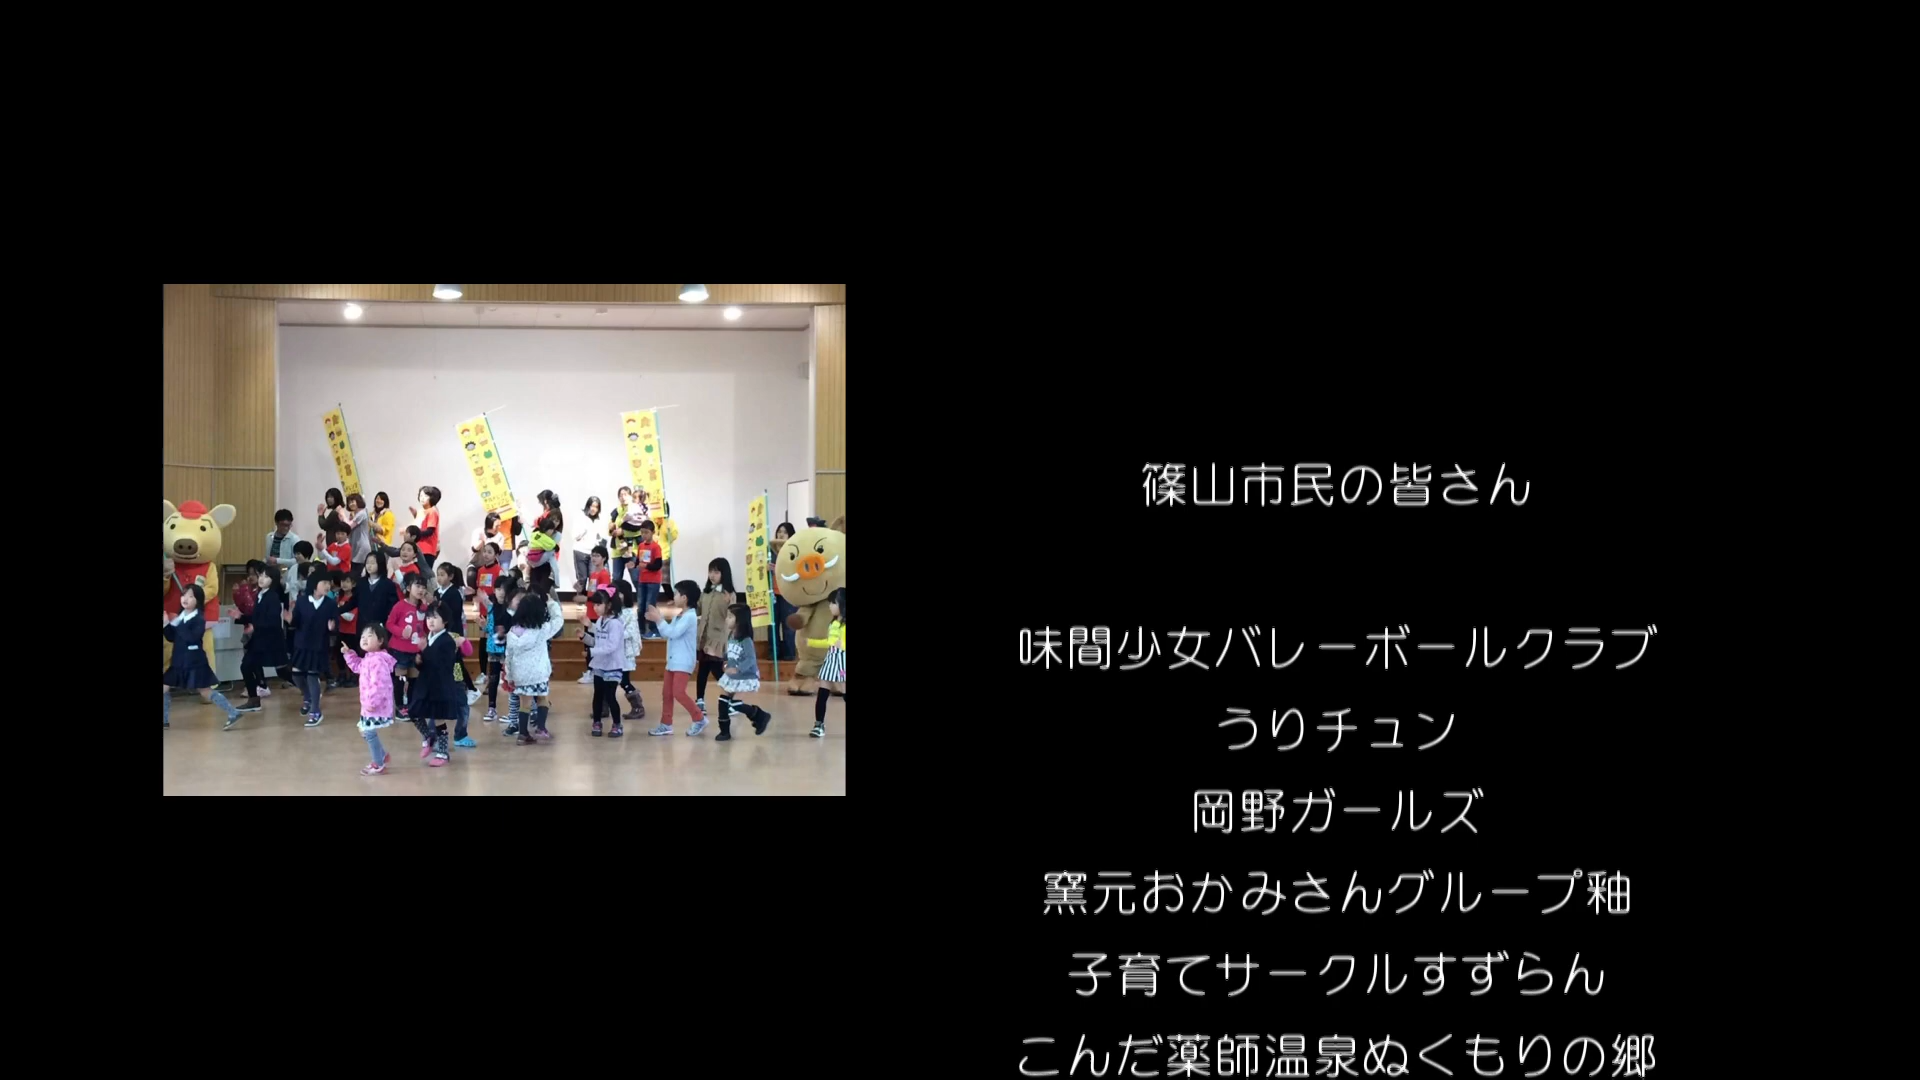 篠山市民の皆さん
味間少女バレーボールクラブ
うりチュン
岡野ガールズ
窯元おかみさんグループ釉
子育てサークルすずらん
こんだ薬師温泉ぬくもりの郷